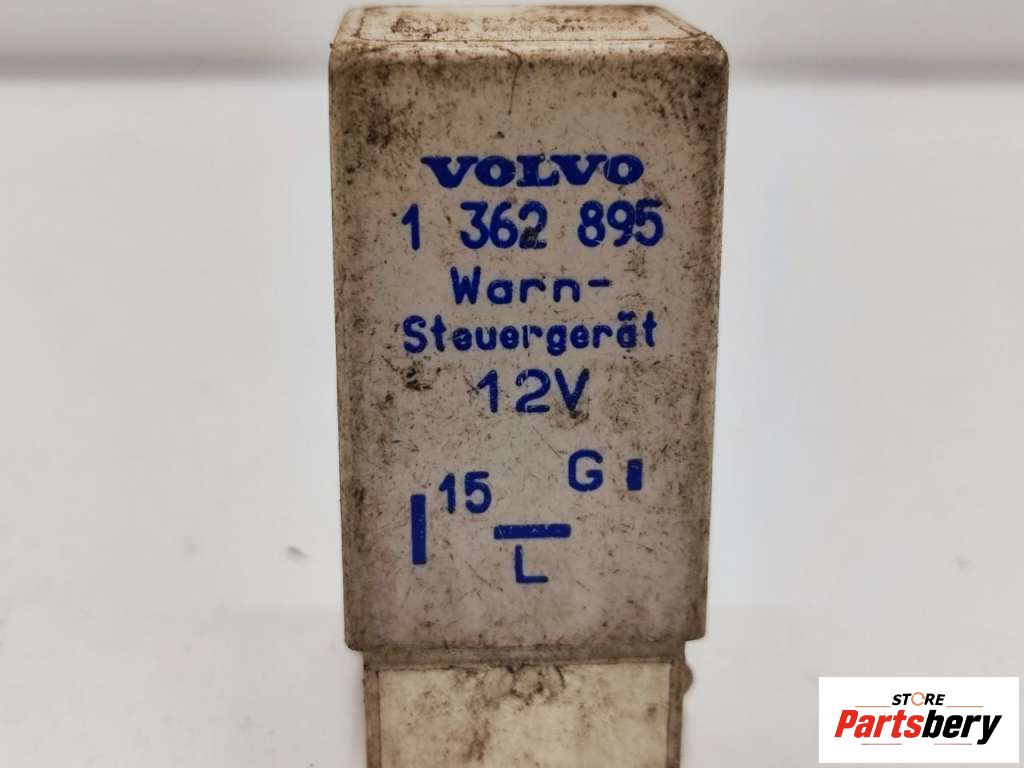 VOLVO
1 362 895
Warn-
Steuergerät
12V
15 G
L
STORE
Partsbery